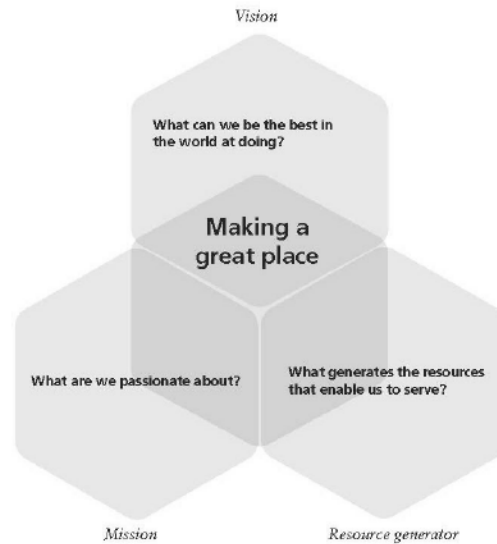 Vision
What can we be the best in
the world at doing?
Making a
great place
What are we passionate about?
What generates the resources
that enable us to serve?
Mission
Resource generator